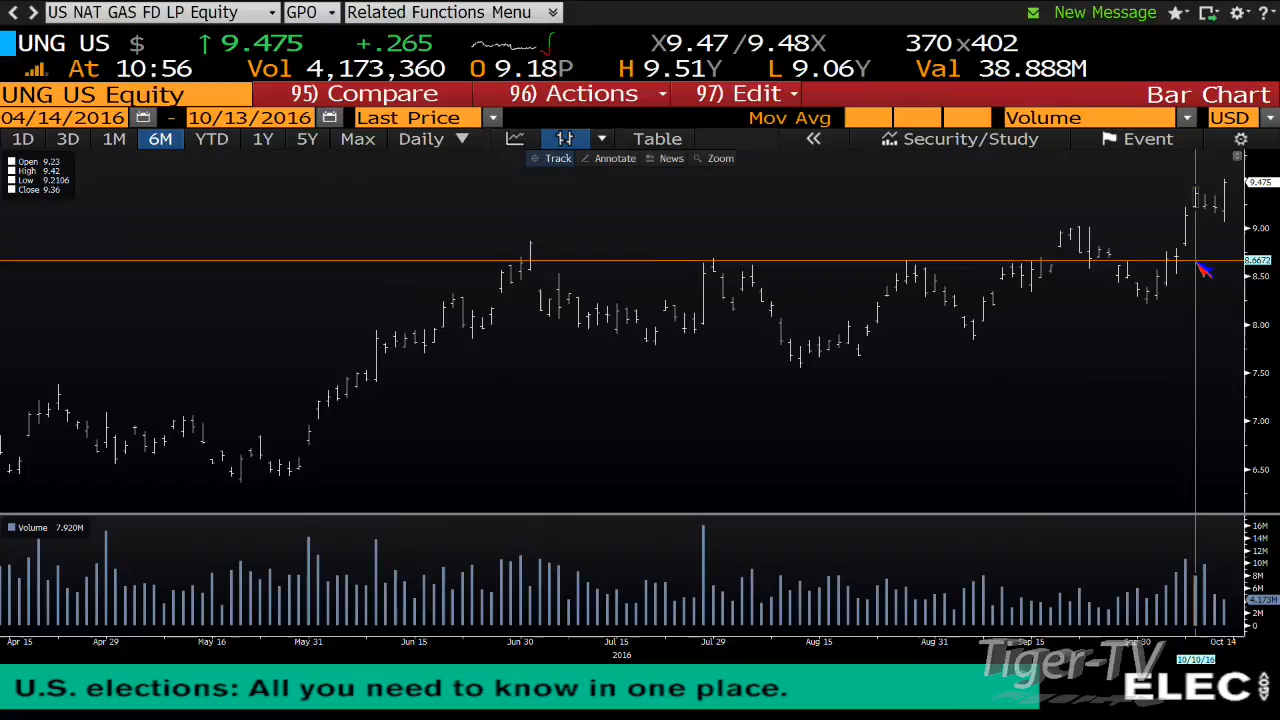 US NAT GAS FD LP Equity GPO Related Functions Menu New Message ?
UNG US $ ↑ 9.475 +.265 X9.47 /9.48X 370 x402
At 10:56 Vol 4,173,360 O 9.18P H 9.51Y L 9.06Y Val 38.888M
UNG US Equity 95) Compare 96) Actions 97) Edit Bar Chart
04/14/2016 - 10/13/2016 Last Price Mov Avg Volume USD
1D 3D 1M 6M YTD 1Y 5Y Max Daily ▼ Table « Security/Study Event
Track Annotate News Zoom
Open 9.23
High 9.42
Low 9.2106
Close 9.36
9.475
9.00
8.6672
8.50
8.00
7.50
7.00
6.50
Volume 7.920M
16M
14M
12M
10M
8M
6M
4.173M
2M
0
Apr 15 Apr 29 May 16 May 31 Jun 15 Jun 30 Jul 15 Jul 29 Aug 15 Aug 31 Sep 15 Oct 14
2016
10/10/16
Tiger-TV
U.S. elections: All you need to know in one place.
ELEC